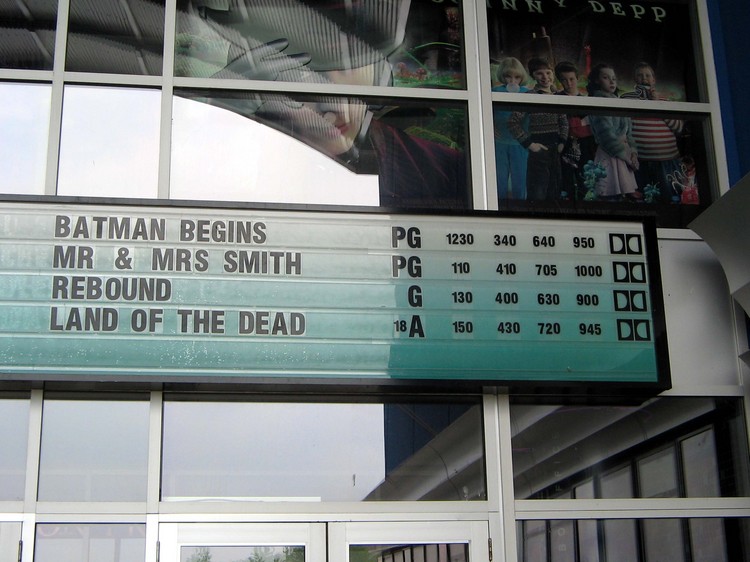 NNY DEPP
BATMAN BEGINS PG 1230 340 640 950
MR & MRS SMITH PG 110 410 705 1000
REBOUND G 130 400 630 900
LAND OF THE DEAD 18A 150 430 720 945